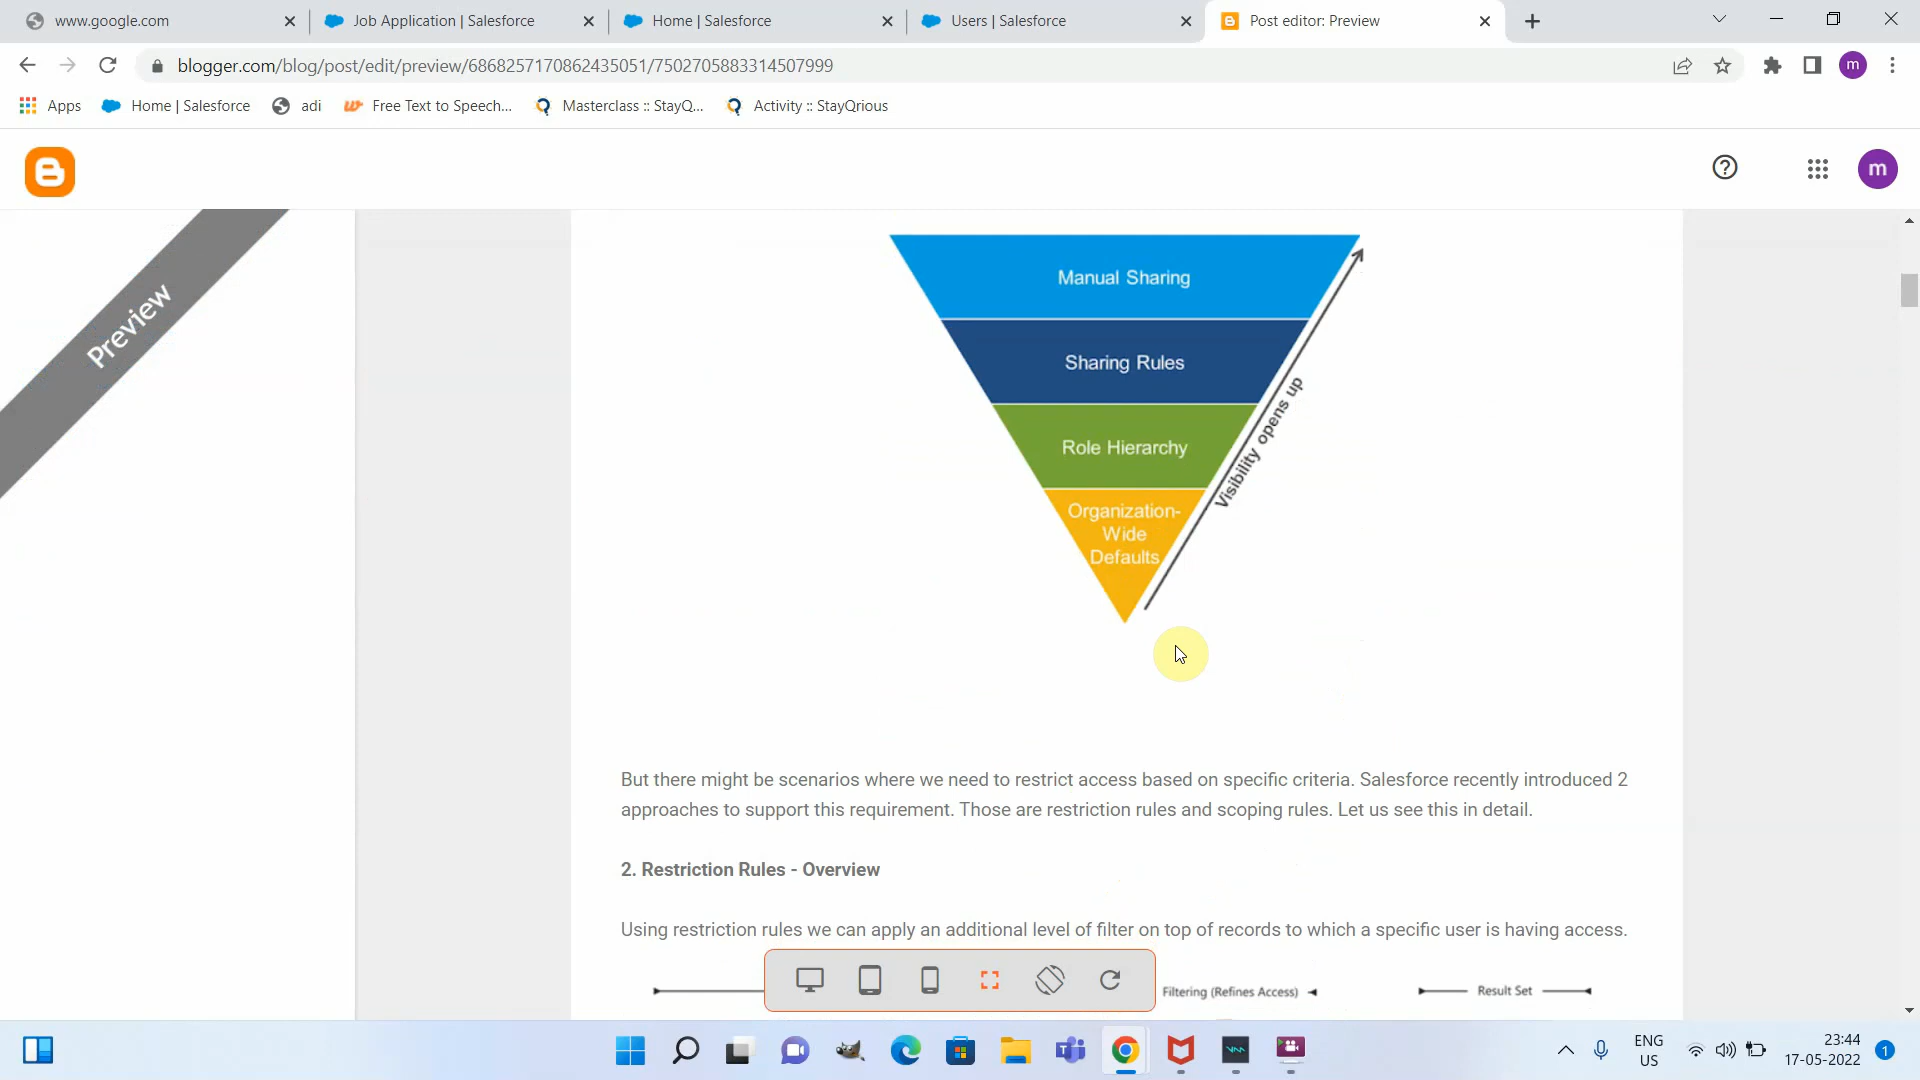 www.google.com
Job Application | Salesforce
Home | Salesforce
Users | Salesforce
Post editor: Preview
blogger.com/blog/post/edit/preview/6868257170862435051/7502705883314507999
m
Apps
Home | Salesforce
adi
Free Text to Speech...
Masterclass :: StayQ...
Activity :: StayQrious
m
Preview
Manual Sharing
Sharing Rules
Role Hierarchy
Organization-
Wide
Defaults
Visibility opens up
But there might be scenarios where we need to restrict access based on specific criteria. Salesforce recently introduced 2
approaches to support this requirement. Those are restriction rules and scoping rules. Let us see this in detail.
2. Restriction Rules - Overview
Using restriction rules we can apply an additional level of filter on top of records to which a specific user is having access.
Filtering (Refines Access)
Result Set
ENG
US
23:44
17-05-2022
1